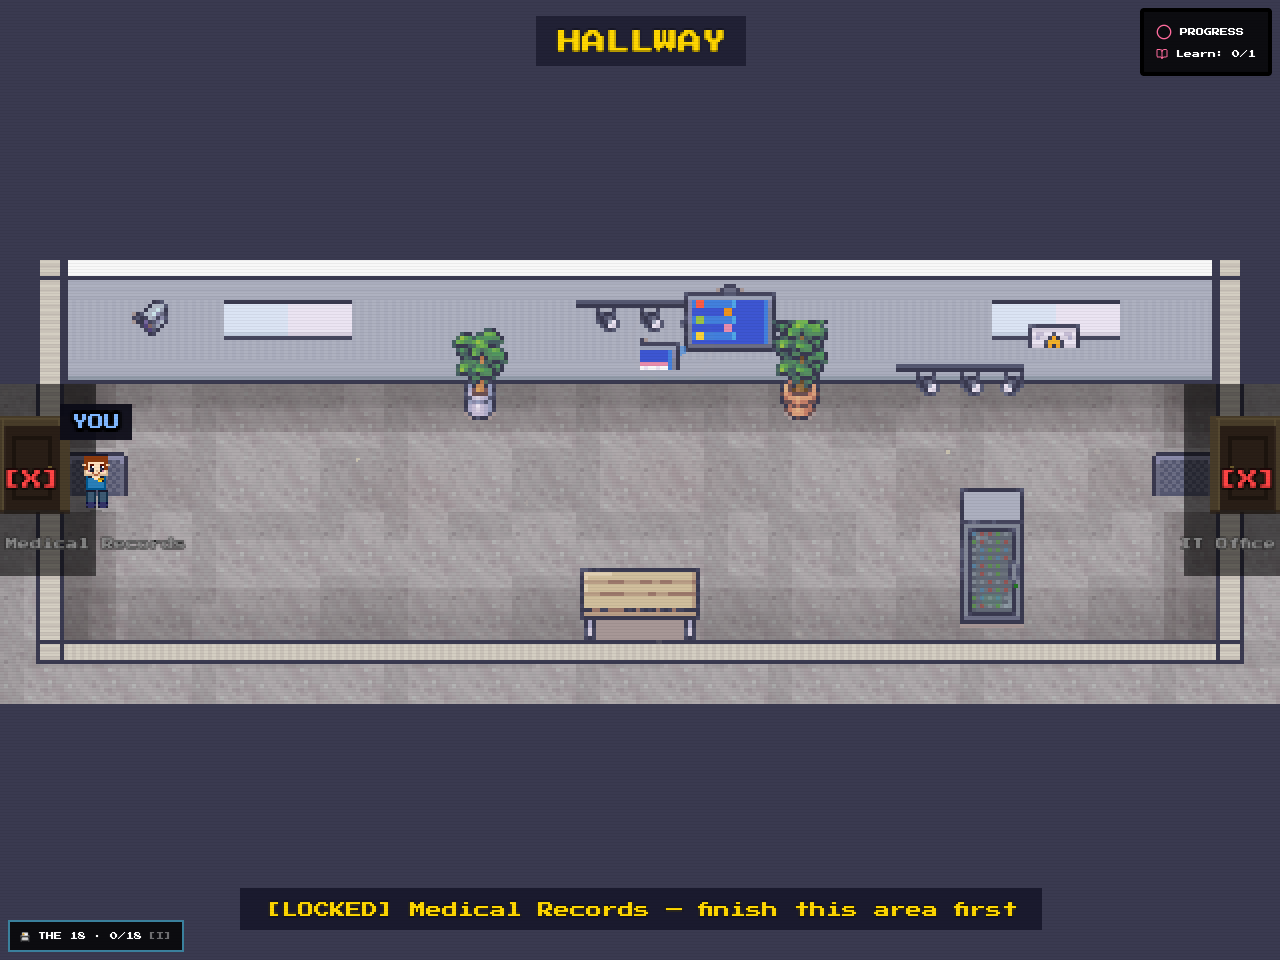 HALLWAY
PROGRESS
Learn: 0/1
YOU
[X]
[X]
Medical Records
IT Office
[LOCKED] Medical Records — finish this area first
THE 18 · 0/18 [I]